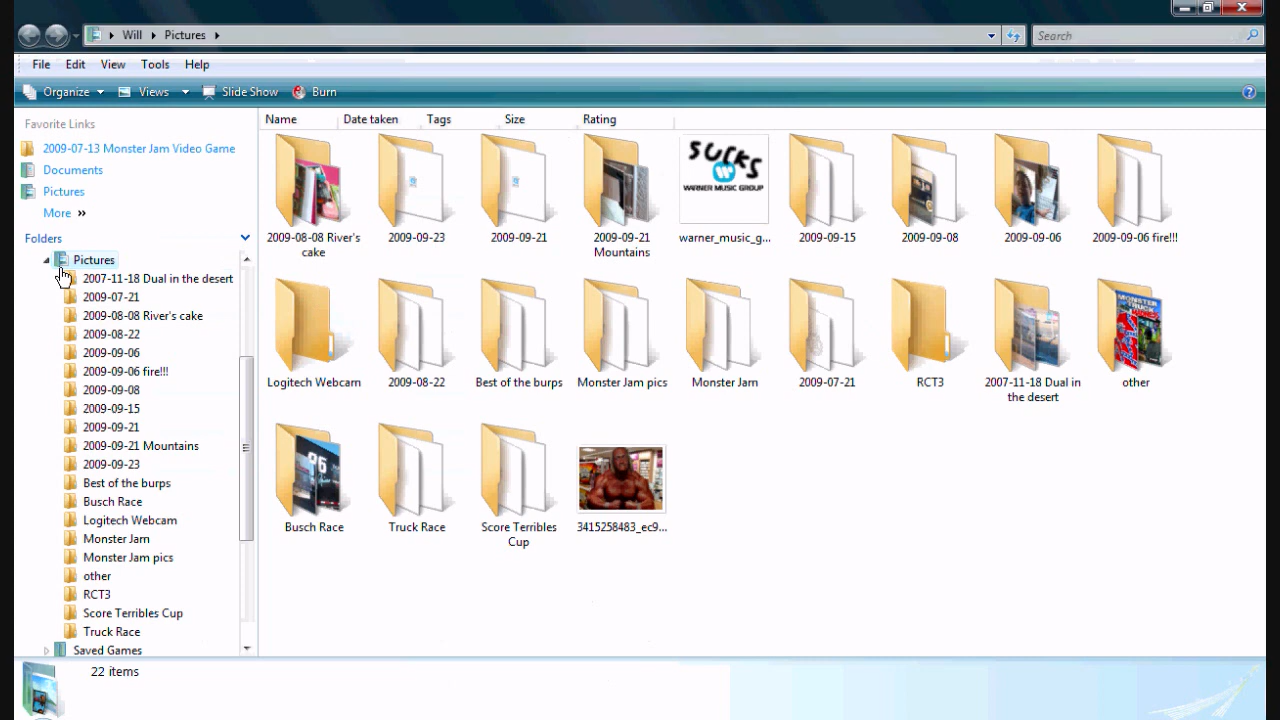 Will Pictures
Search
File Edit View Tools Help
Organize Views Slide Show Burn
Favorite Links
2009-07-13 Monster Jam Video Game
Documents
Pictures
More »
Folders
Pictures
2007-11-18 Dual in the desert
2009-07-21
2009-08-08 River's cake
2009-08-22
2009-09-06
2009-09-06 fire!!!
2009-09-08
2009-09-15
2009-09-21
2009-09-21 Mountains
2009-09-23
Best of the burps
Busch Race
Logitech Webcam
Monster Jam
Monster Jam pics
other
RCT3
Score Terribles Cup
Truck Race
Saved Games
Name Date taken Tags Size Rating
SUCKS
WARNER MUSIC GROUP
2009-08-08 River's cake
2009-09-23
2009-09-21
2009-09-21 Mountains
warner_music_g...
2009-09-15
2009-09-08
2009-09-06
2009-09-06 fire!!!
MONSTER TRUCK
Logitech Webcam
2009-08-22
Best of the burps
Monster Jam pics
Monster Jam
2009-07-21
RCT3
2007-11-18 Dual in the desert
other
96
Busch Race
Truck Race
Score Terribles Cup
3415258483_ec9...
22 items